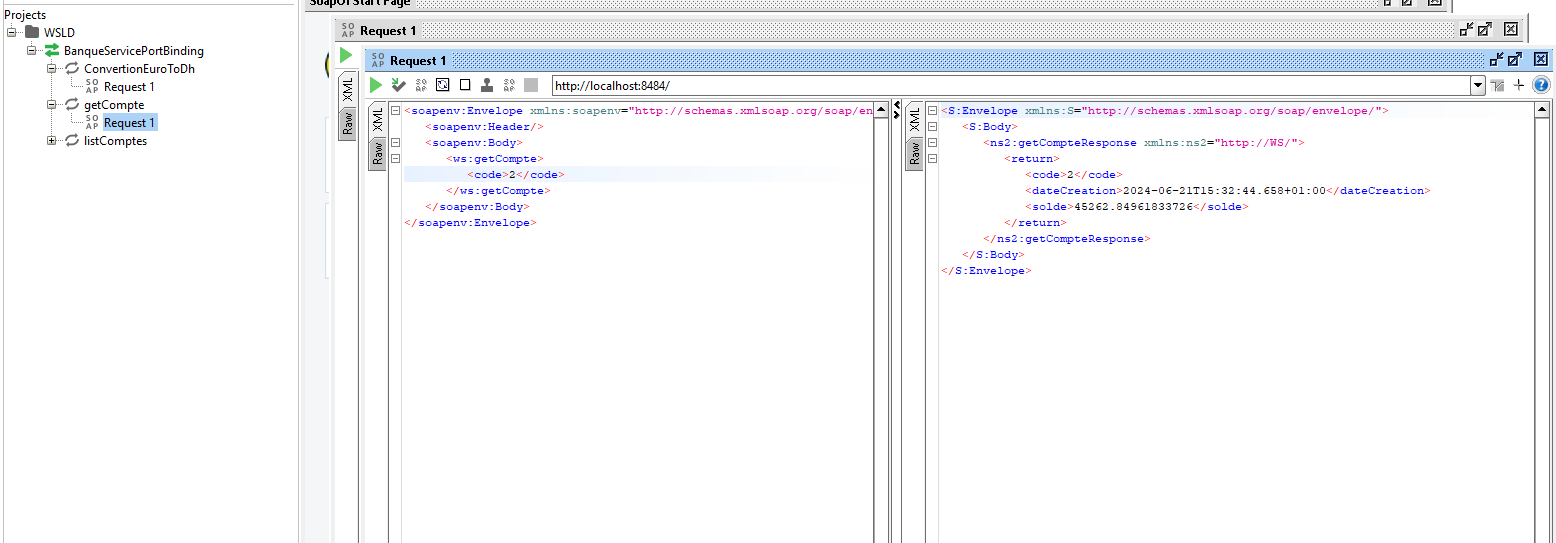 SoapUI Start Page
Projects
WSLD
BanqueServicePortBinding
ConvertionEuroToDh
SOAP Request 1
getCompte
SOAP Request 1
listComptes
SOAP Request 1
SOAP Request 1
http://localhost:8484/
XML
Raw
XML
Raw
<soapenv:Envelope xmlns:soapenv="http://schemas.xmlsoap.org/soap/en
<soapenv:Header/>
<soapenv:Body>
<ws:getCompte>
<code>2</code>
</ws:getCompte>
</soapenv:Body>
</soapenv:Envelope>
XML
Raw
<S:Envelope xmlns:S="http://schemas.xmlsoap.org/soap/envelope/">
<S:Body>
<ns2:getCompteResponse xmlns:ns2="http://WS/">
<return>
<code>2</code>
<dateCreation>2024-06-21T15:32:44.658+01:00</dateCreation>
<solde>45262.84961833726</solde>
</return>
</ns2:getCompteResponse>
</S:Body>
</S:Envelope>